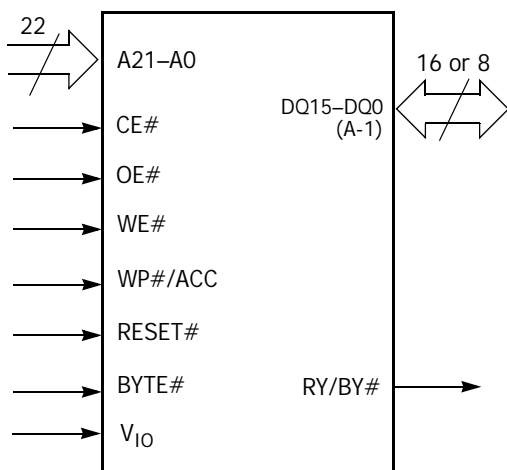 22
A21–A0
16 or 8
DQ15–DQ0
(A-1)
CE#
OE#
WE#
WP#/ACC
RESET#
BYTE#
RY/BY#
VIO